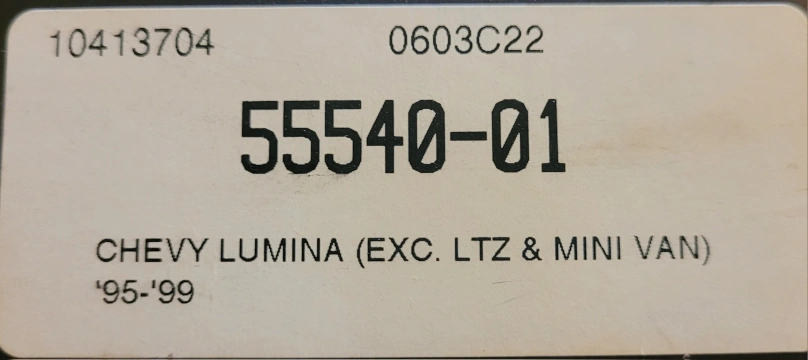 10413704 0603C22
55540-01
CHEVY LUMINA (EXC. LTZ & MINI VAN)
'95-'99